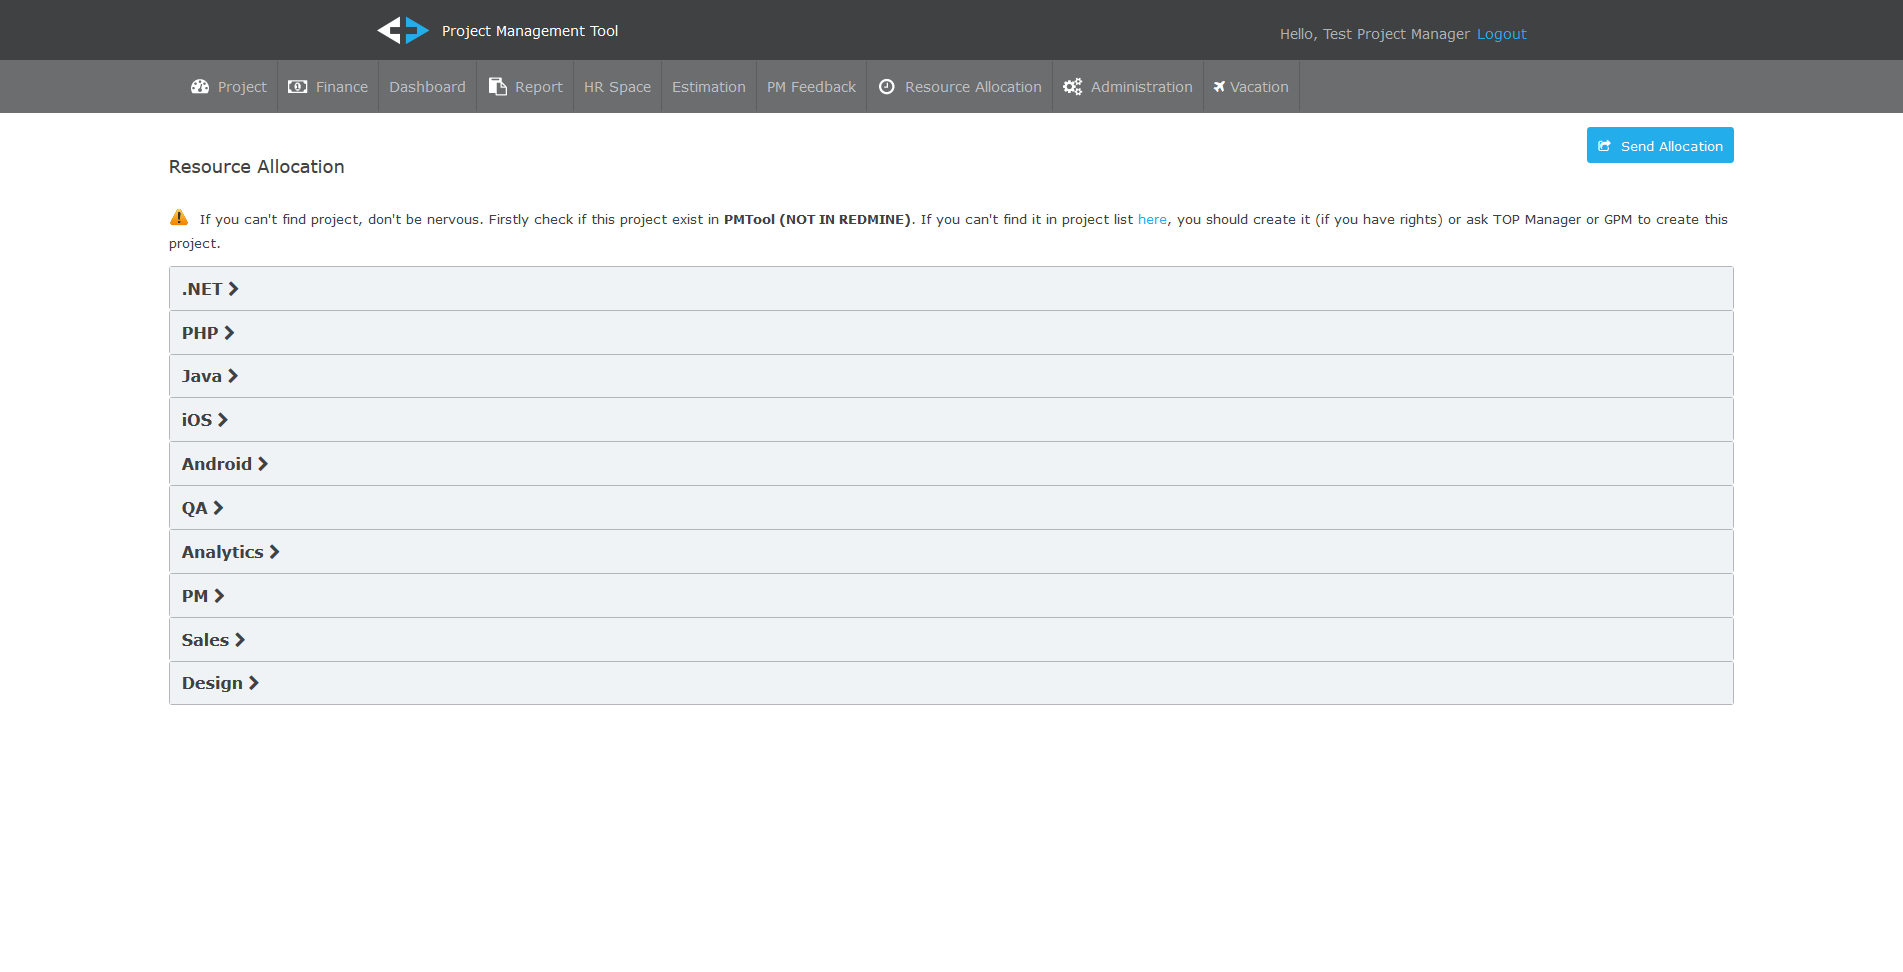 Project Management Tool
Hello, Test Project Manager Logout
Project Finance Dashboard Report HR Space Estimation PM Feedback Resource Allocation Administration Vacation
Send Allocation
Resource Allocation
If you can't find project, don't be nervous. Firstly check if this project exist in PMTool (NOT IN REDMINE). If you can't find it in project list here, you should create it (if you have rights) or ask TOP Manager or GPM to create this
project.
.NET
PHP
Java
iOS
Android
QA
Analytics
PM
Sales
Design